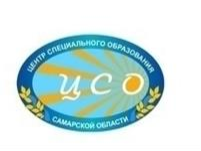 ЦЕНТР СПЕЦИАЛЬНОГО ОБРАЗОВАНИЯ
ЦСО
САМАРСКОЙ ОБЛАСТИ